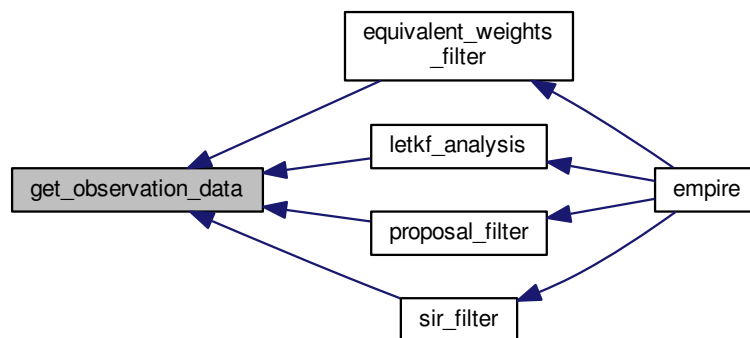 equivalent_weights
_filter
letkf_analysis
get_observation_data
empire
proposal_filter
sir_filter